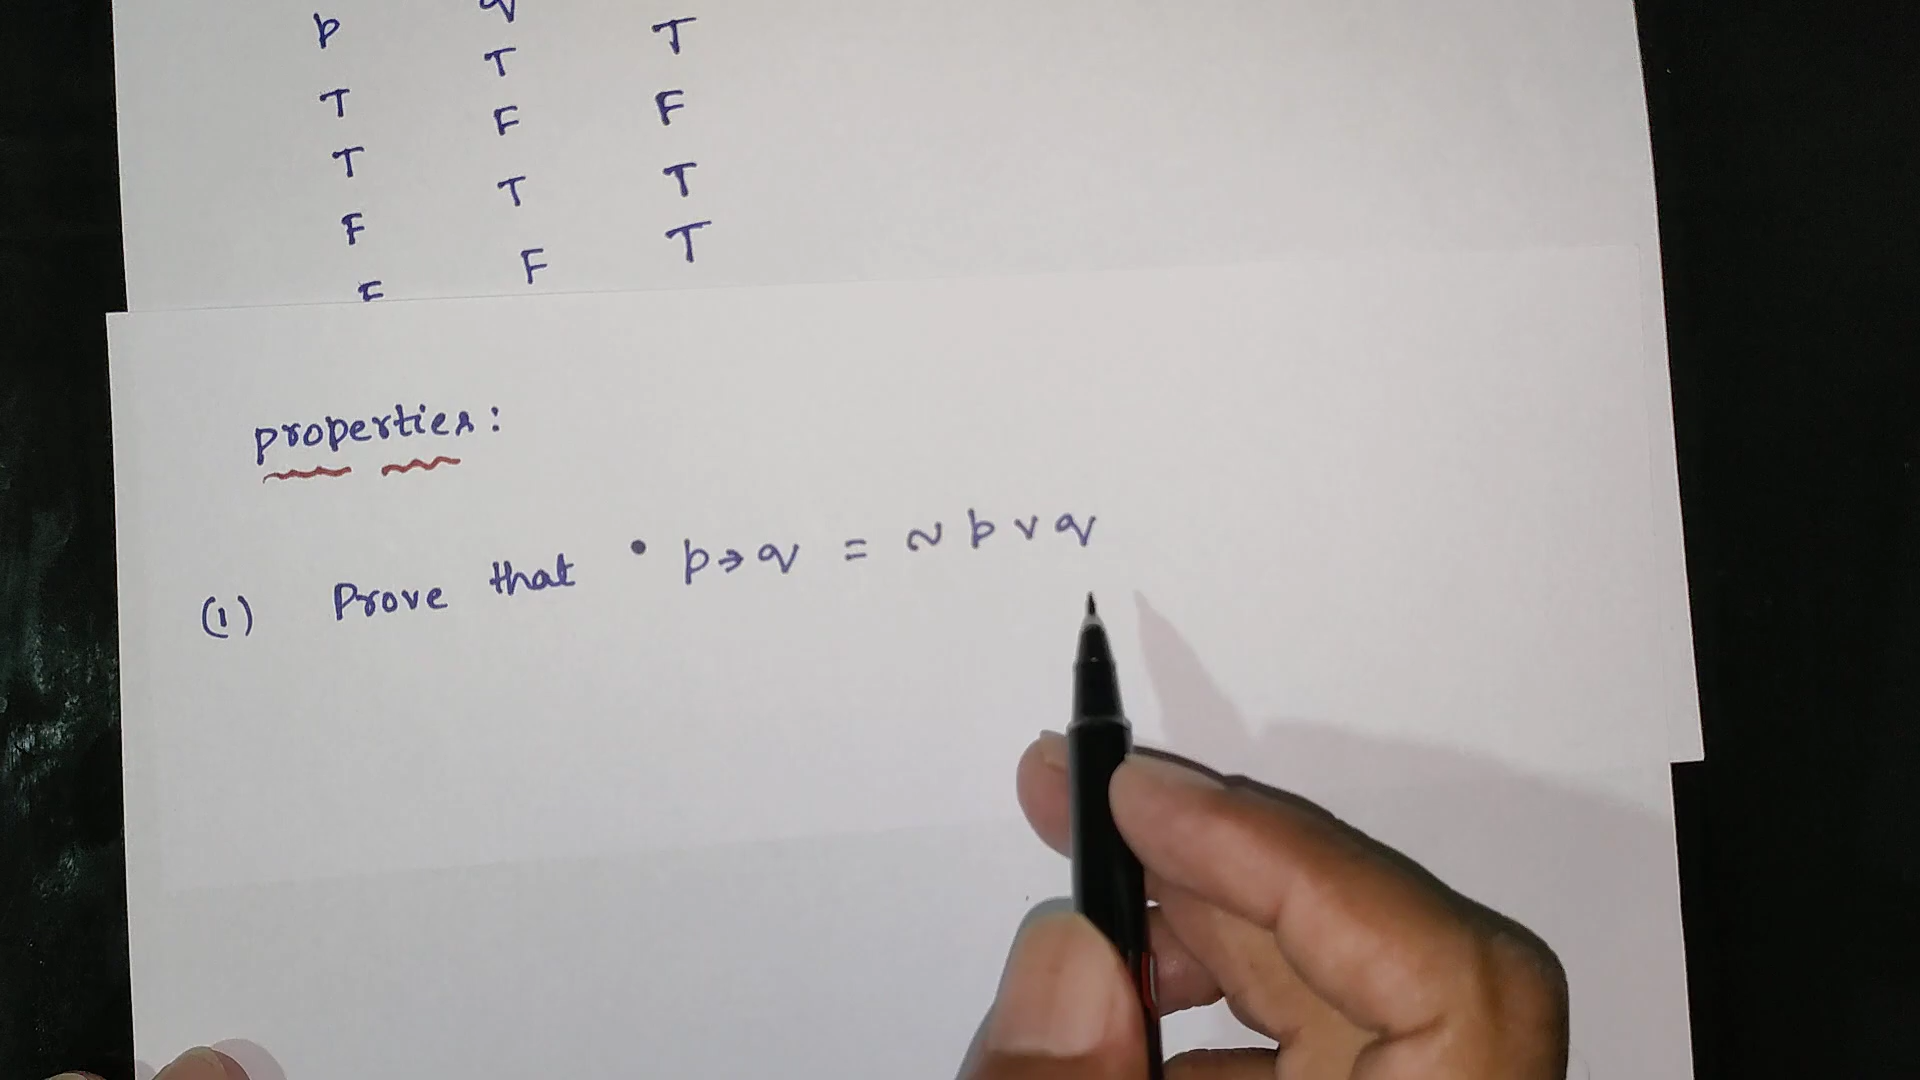 p q T
T T F
T F T
F T T
F F
properties:
(1) Prove that • p→q = ~p∨q